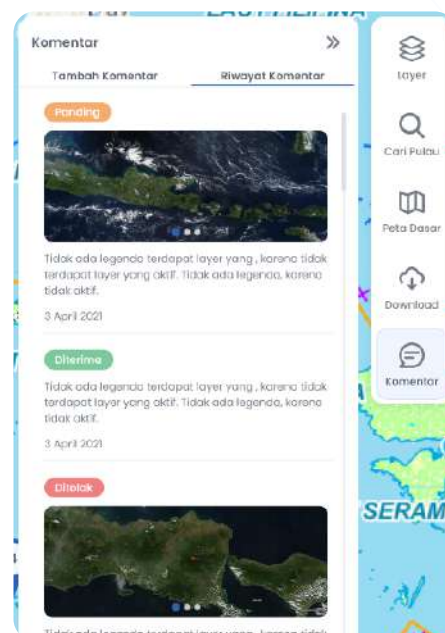 Komentar
Tambah Komentar
Riwayat Komentar
Panding
Tidak ada legenda terdapat layer yang , karena tidak
terdapat layer yang aktif. Tidak ada legenda, karena
tidak aktif.
3 April 2021
Diterima
Tidak ada legenda terdapat layer yang , karena tidak
terdapat layer yang aktif. Tidak ada legenda, karena
tidak aktif.
3 April 2021
Ditolak
Layer
Cari Pulau
Peta Dasar
Download
Komentar
SERAM